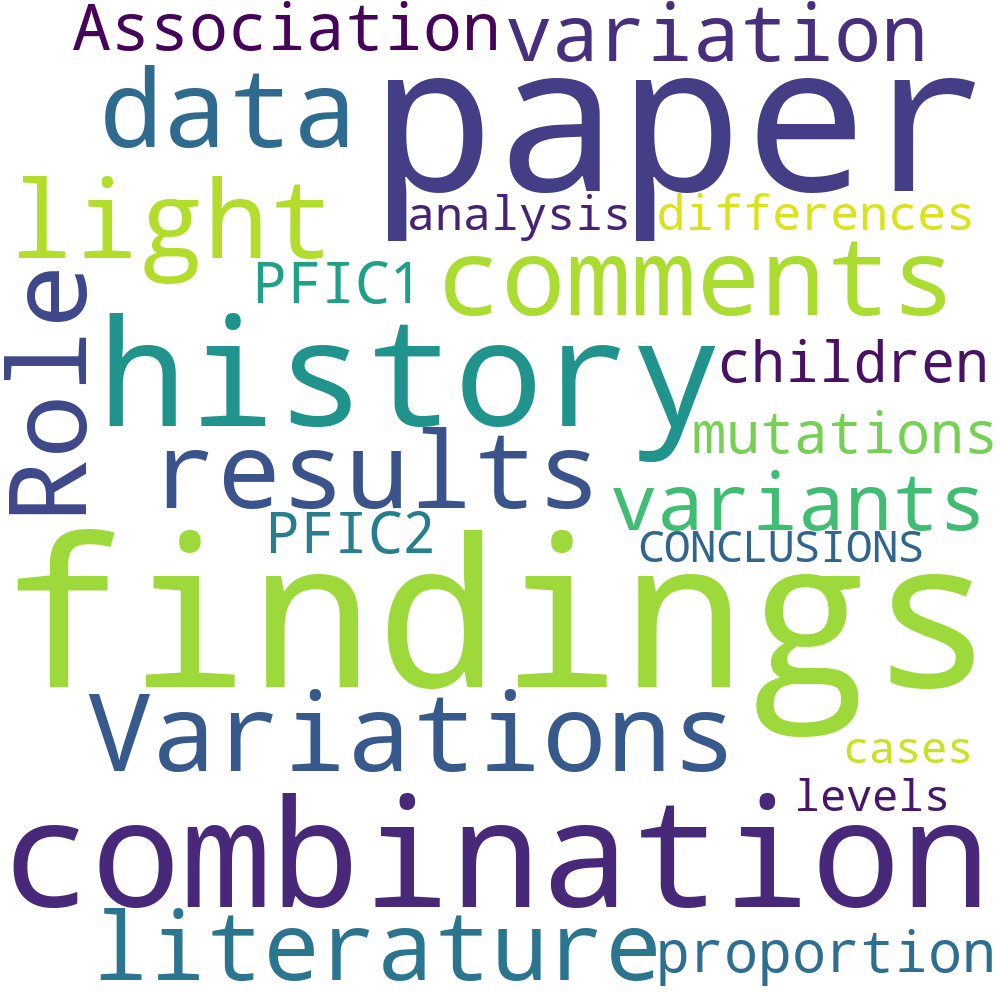 Association
variation
data
paper
light
analysis
differences
PFIC1
comments
Role
history
children
mutations
results
variants
PFIC2
CONCLUSIONS
findings
Variations
cases
levels
combination
literature
proportion